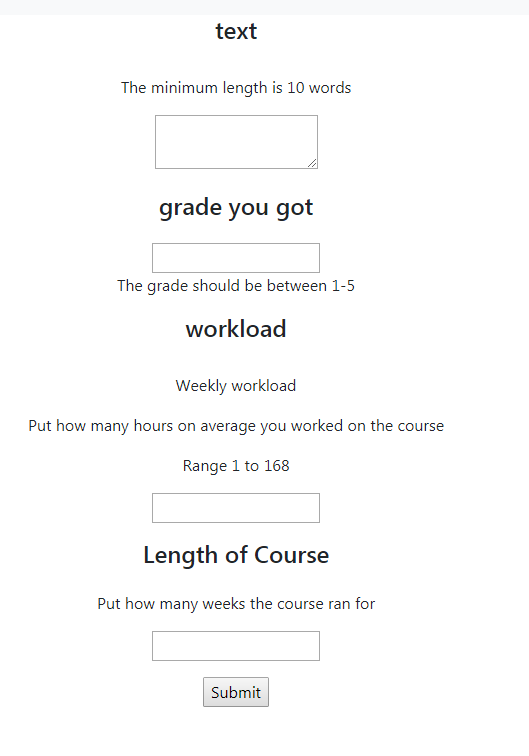 text
The minimum length is 10 words
grade you got
The grade should be between 1-5
workload
Weekly workload
Put how many hours on average you worked on the course
Range 1 to 168
Length of Course
Put how many weeks the course ran for
Submit